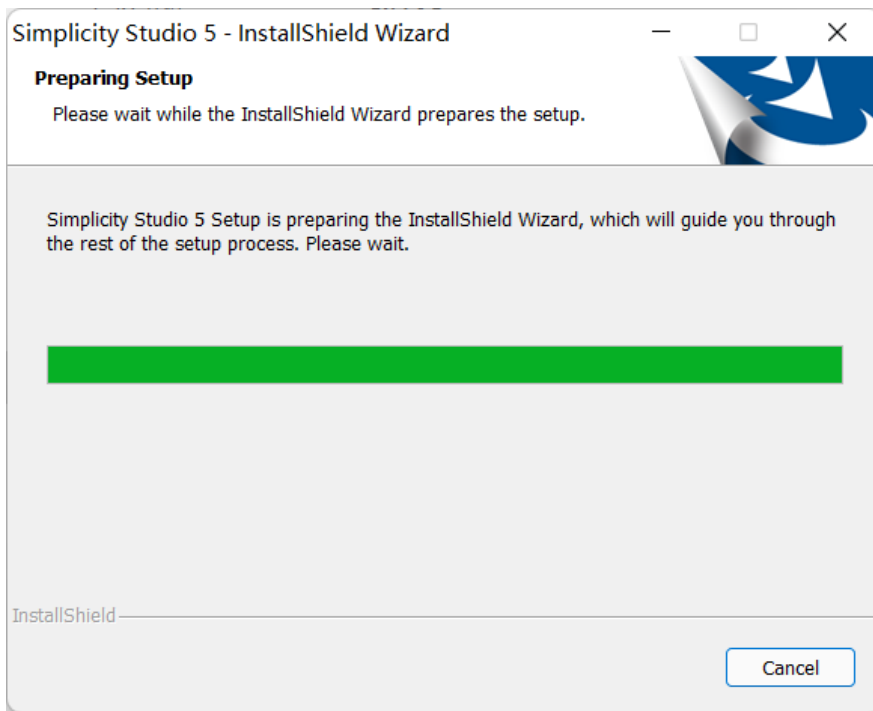 Simplicity Studio 5 - InstallShield Wizard
Preparing Setup
Please wait while the InstallShield Wizard prepares the setup.
Simplicity Studio 5 Setup is preparing the InstallShield Wizard, which will guide you through
the rest of the setup process. Please wait.
InstallShield
Cancel